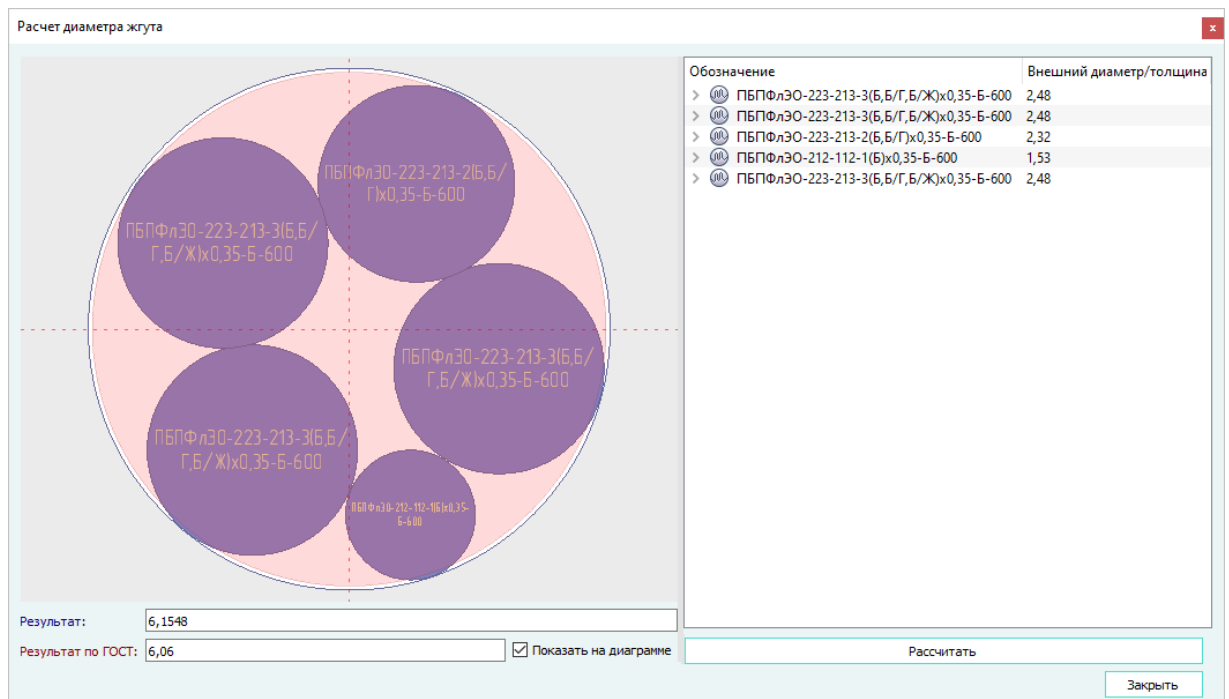 Расчет диаметра жгута
x
ПБПФлЭО-223-213-2(Б,Б/
Г)х0,35-Б-600
ПБПФлЭО-223-213-3(Б,Б/
Г,Б/Ж)х0,35-Б-600
ПБПФлЭО-223-213-3(Б,Б/
Г,Б/Ж)х0,35-Б-600
ПБПФлЭО-223-213-3(Б,Б/
Г,Б/Ж)х0,35-Б-600
ПБПФлЭО-212-112-1(Б)х0,35-
Б-600
Обозначение Внешний диаметр/толщина
ПБПФлЭО-223-213-3(Б,Б/Г,Б/Ж)х0,35-Б-600 2,48
ПБПФлЭО-223-213-3(Б,Б/Г,Б/Ж)х0,35-Б-600 2,48
ПБПФлЭО-223-213-2(Б,Б/Г)х0,35-Б-600 2,32
ПБПФлЭО-212-112-1(Б)х0,35-Б-600 1,53
ПБПФлЭО-223-213-3(Б,Б/Г,Б/Ж)х0,35-Б-600 2,48
Результат: 6,1548
Результат по ГОСТ: 6,06 Показать на диаграмме
Рассчитать
Закрыть